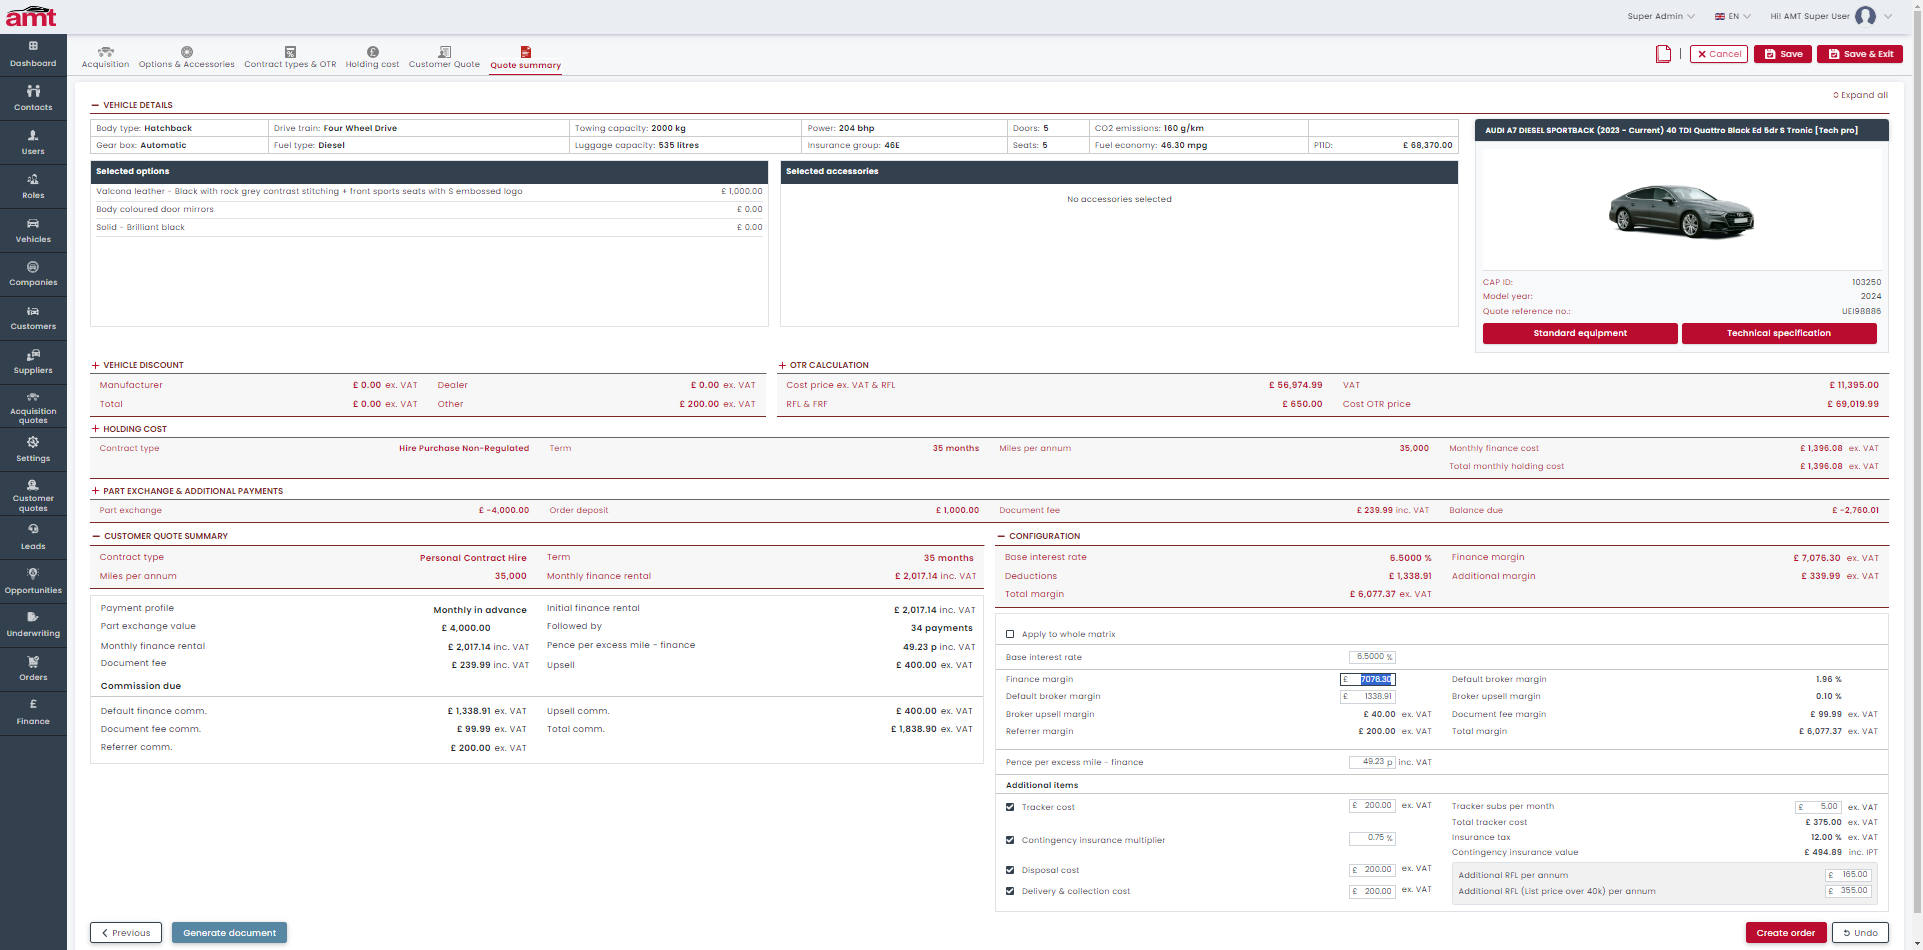 amt
Super Admin
EN
Hi! AMT Super User
Dashboard
Contacts
Users
Roles
Vehicles
Companies
Customers
Suppliers
Acquisition quotes
Settings
Customer quotes
Leads
Opportunities
Underwriting
Orders
Finance
Acquisition
Options & Accessories
Contract types & OTR
Holding cost
Customer Quote
Quote summary
Cancel
Save
Save & Exit
VEHICLE DETAILS
Expand all
Body type: Hatchback
Drive train: Four Wheel Drive
Towing capacity: 2000 kg
Power: 204 bhp
Doors: 5
CO2 emissions: 160 g/km
Gear box: Automatic
Fuel type: Diesel
Luggage capacity: 535 litres
Insurance group: 46E
Seats: 5
Fuel economy: 46.30 mpg
P11D: £ 68,370.00
Selected options
Valcona leather - Black with rock grey contrast stitching + front sports seats with S embossed logo £ 1,000.00
Body coloured door mirrors £ 0.00
Solid - Brilliant black £ 0.00
Selected accessories
No accessories selected
AUDI A7 DIESEL SPORTBACK (2023 - Current) 40 TDI Quattro Black Ed 5dr S Tronic [Tech pro]
CAP ID: 103250
Model year: 2024
Quote reference no.: UEI98886
Standard equipment
Technical specification
VEHICLE DISCOUNT
Manufacturer £ 0.00 ex. VAT Dealer £ 0.00 ex. VAT
Total £ 0.00 ex. VAT Other £ 200.00 ex. VAT
OTR CALCULATION
Cost price ex. VAT & RFL £ 56,974.99 VAT £ 11,395.00
RFL & FRF £ 650.00 Cost OTR price £ 69,019.99
HOLDING COST
Contract type Hire Purchase Non-Regulated Term 35 months Miles per annum 35,000 Monthly finance cost £ 1,396.08 ex. VAT
Total monthly holding cost £ 1,396.08 ex. VAT
PART EXCHANGE & ADDITIONAL PAYMENTS
Part exchange £ -4,000.00 Order deposit £ 1,000.00 Document fee £ 239.99 inc. VAT Balance due £ -2,760.01
CUSTOMER QUOTE SUMMARY
Contract type Personal Contract Hire Term 35 months
Miles per annum 35,000 Monthly finance rental £ 2,017.14 inc. VAT
Payment profile Monthly in advance Initial finance rental £ 2,017.14 inc. VAT
Part exchange value £ 4,000.00 Followed by 34 payments
Monthly finance rental £ 2,017.14 inc. VAT Pence per excess mile - finance 49.23 p inc. VAT
Document fee £ 239.99 inc. VAT Upsell £ 400.00 ex. VAT
Commission due
Default finance comm. £ 1,338.91 ex. VAT Upsell comm. £ 400.00 ex. VAT
Document fee comm. £ 99.99 ex. VAT Total comm. £ 1,838.90 ex. VAT
Referrer comm. £ 200.00 ex. VAT
CONFIGURATION
Base interest rate 6.5000 % Finance margin £ 7,076.30 ex. VAT
Deductions £ 1,338.91 Additional margin £ 339.99 ex. VAT
Total margin £ 6,077.37 ex. VAT
Apply to whole matrix
Base interest rate 6.5000 %
Finance margin £ 7076.30 Default broker margin 1.96 %
Default broker margin £ 1338.91 Broker upsell margin 0.10 %
Broker upsell margin £ 40.00 ex. VAT Document fee margin £ 99.99 ex. VAT
Referrer margin £ 200.00 ex. VAT Total margin £ 6,077.37 ex. VAT
Pence per excess mile - finance 49.23 p inc. VAT
Additional items
Tracker cost £ 200.00 ex. VAT Tracker subs per month £ 5.00 ex. VAT
Total tracker cost £ 375.00 ex. VAT
Contingency insurance multiplier 0.75 % Insurance tax 12.00 % ex. VAT
Contingency insurance value £ 494.89 inc. IPT
Disposal cost £ 200.00 ex. VAT Additional RFL per annum £ 165.00
Delivery & collection cost £ 200.00 ex. VAT Additional RFL (List price over 40k) per annum £ 355.00
Previous
Generate document
Create order
Undo